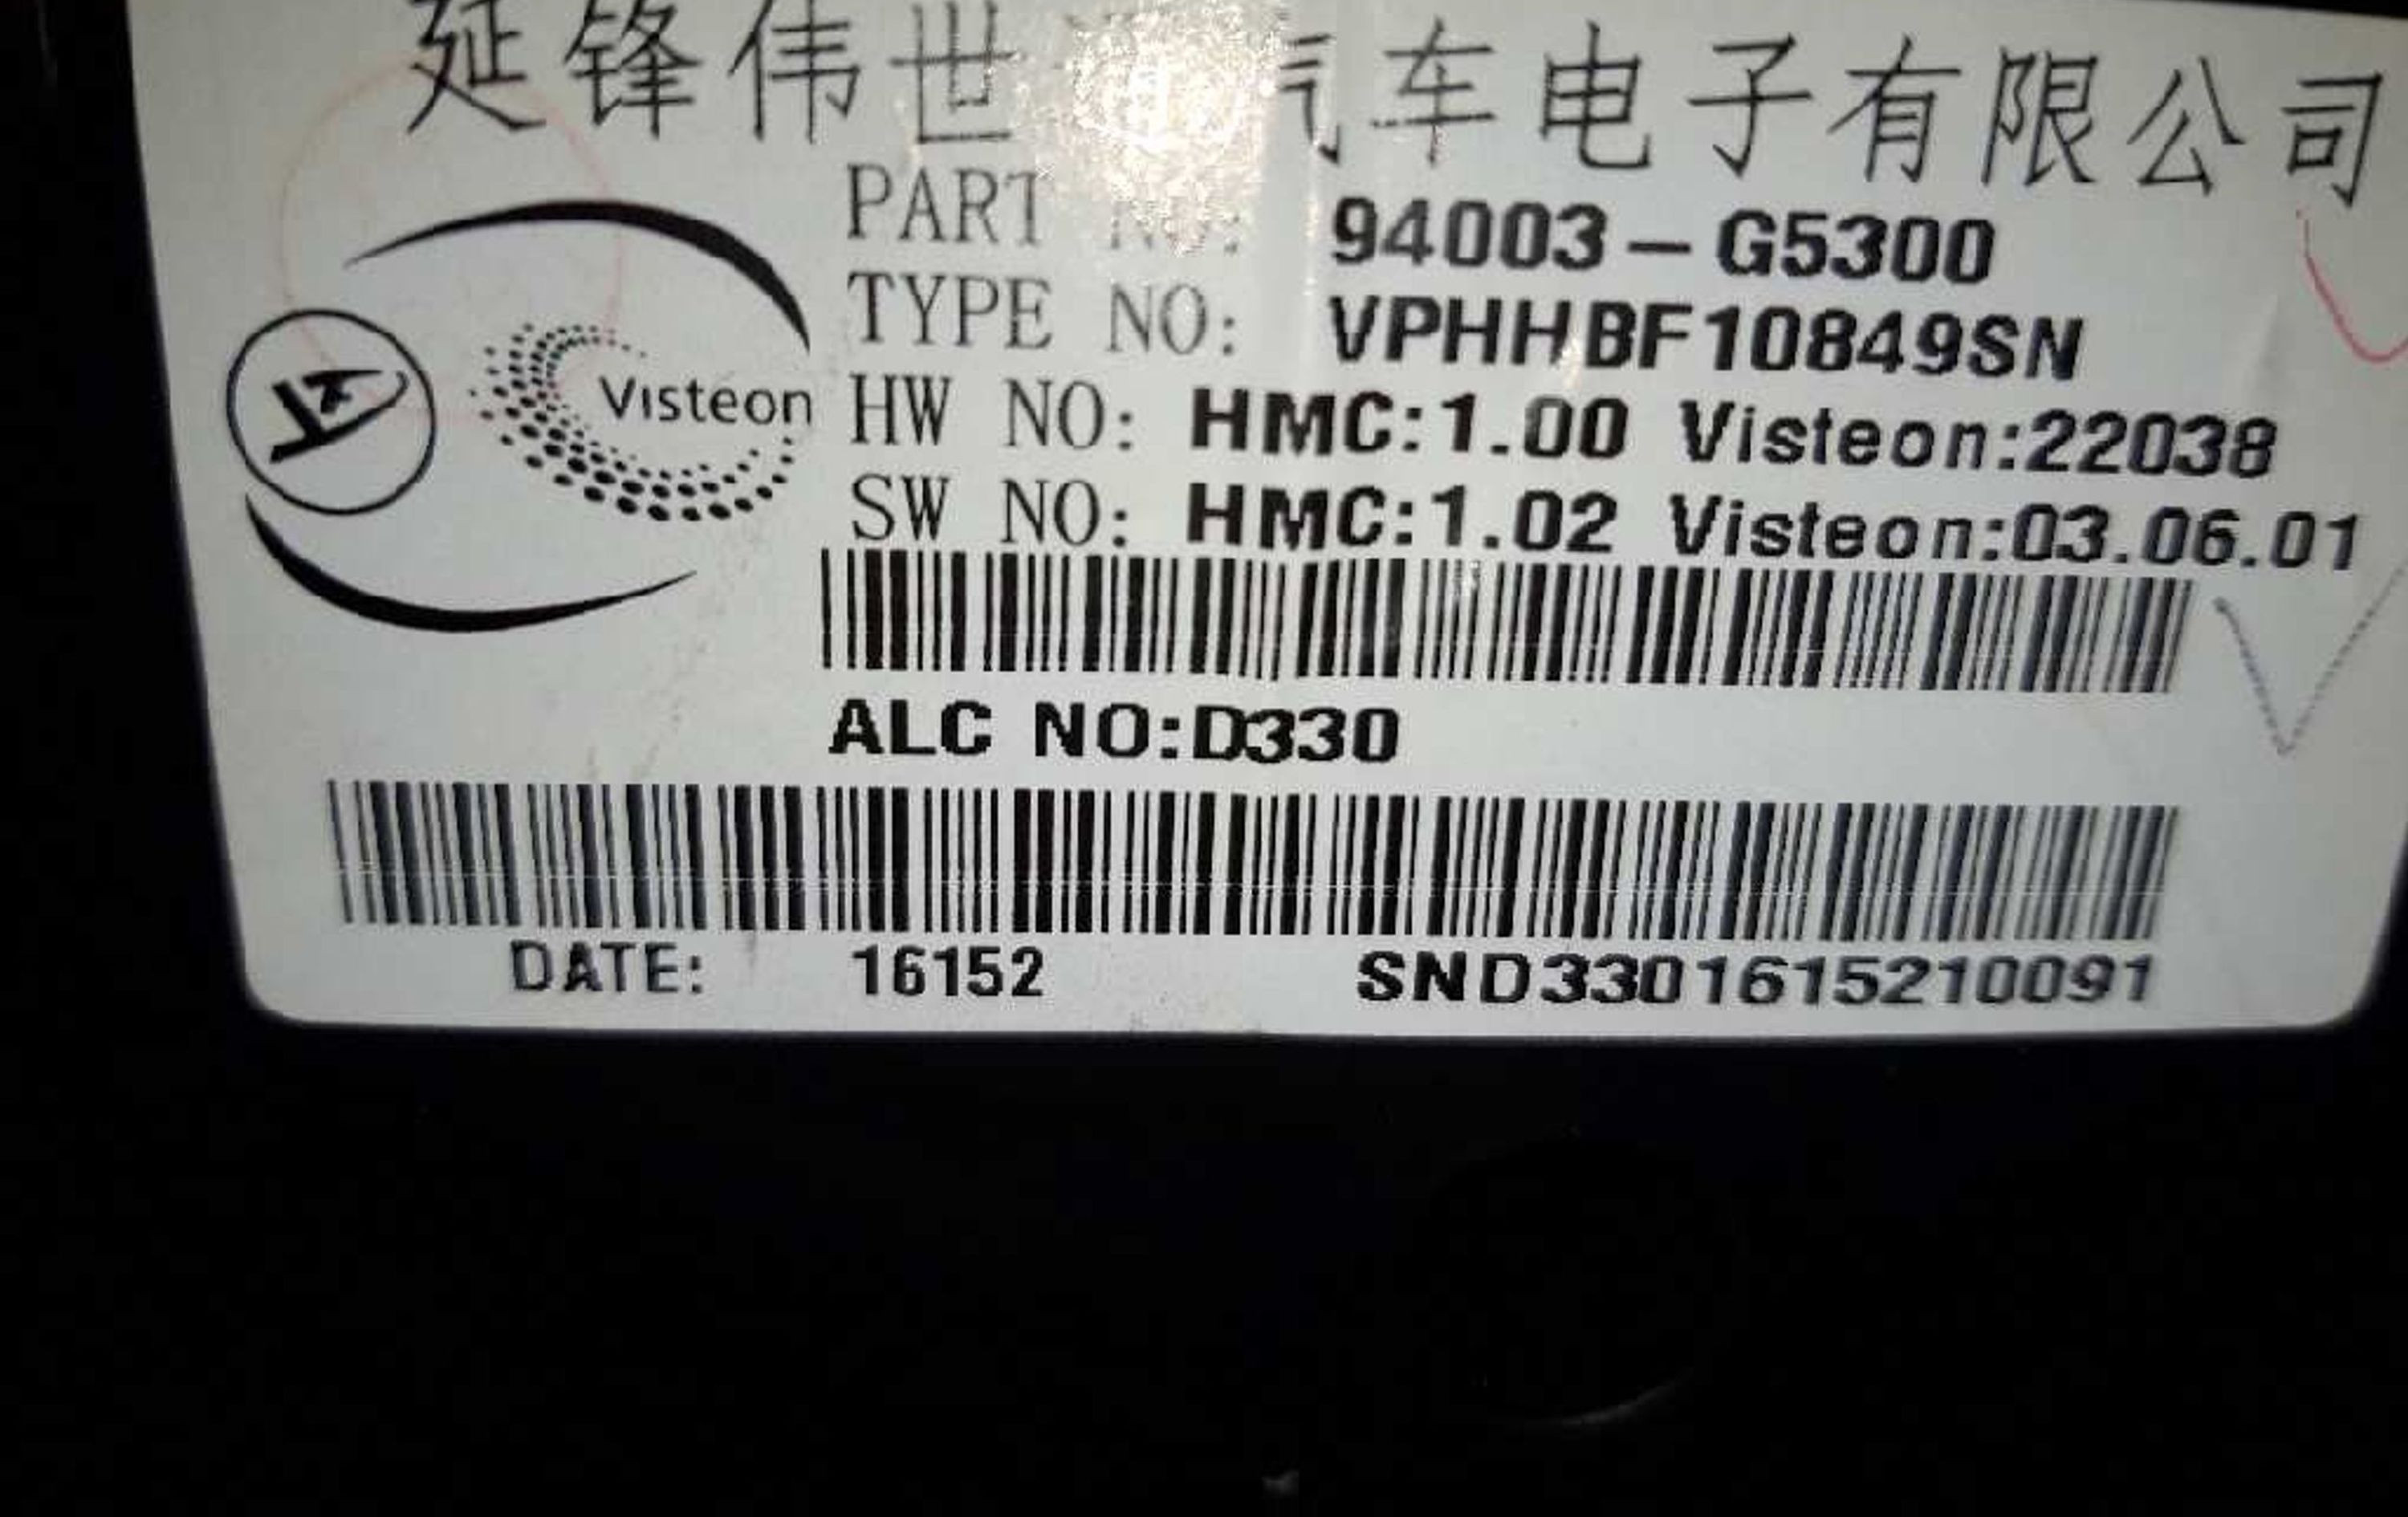 延锋伟世 汽车电子有限公司
PART NO: 94003-G5300
TYPE NO: VPHHBF10849SN
Visteon
HW NO: HMC:1.00 Visteon:22038
SW NO: HMC:1.02 Visteon:03.06.01
ALC NO:D330
DATE: 16152 SND3301615210091